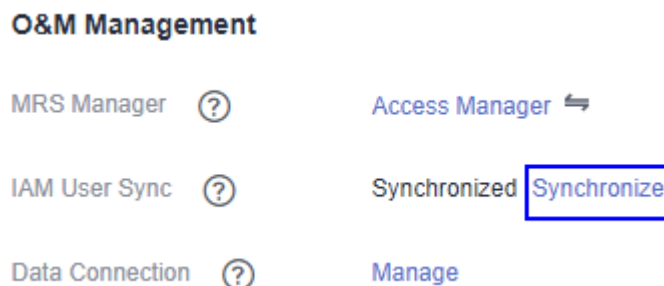 O&M Management
MRS Manager ? Access Manager
IAM User Sync ? Synchronized Synchronize
Data Connection ? Manage